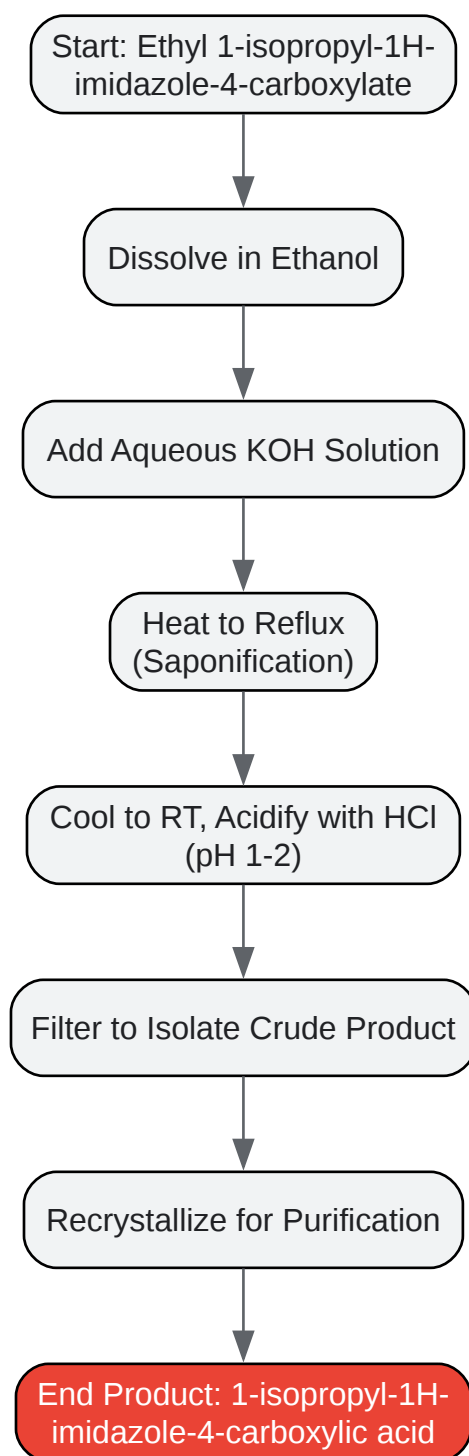 Start: Ethyl 1-isopropyl-1H-
imidazole-4-carboxylate
Dissolve in Ethanol
Add Aqueous KOH Solution
Heat to Reflux
(Saponification)
Cool to RT, Acidify with HCl
(pH 1-2)
Filter to Isolate Crude Product
Recrystallize for Purification
End Product: 1-isopropyl-1H-
imidazole-4-carboxylic acid